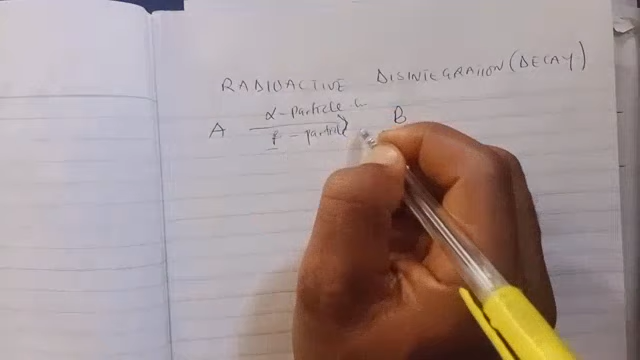 RADIOACTIVE DISINTEGRATION (DECAY)
α-Particle
A B
β-particle